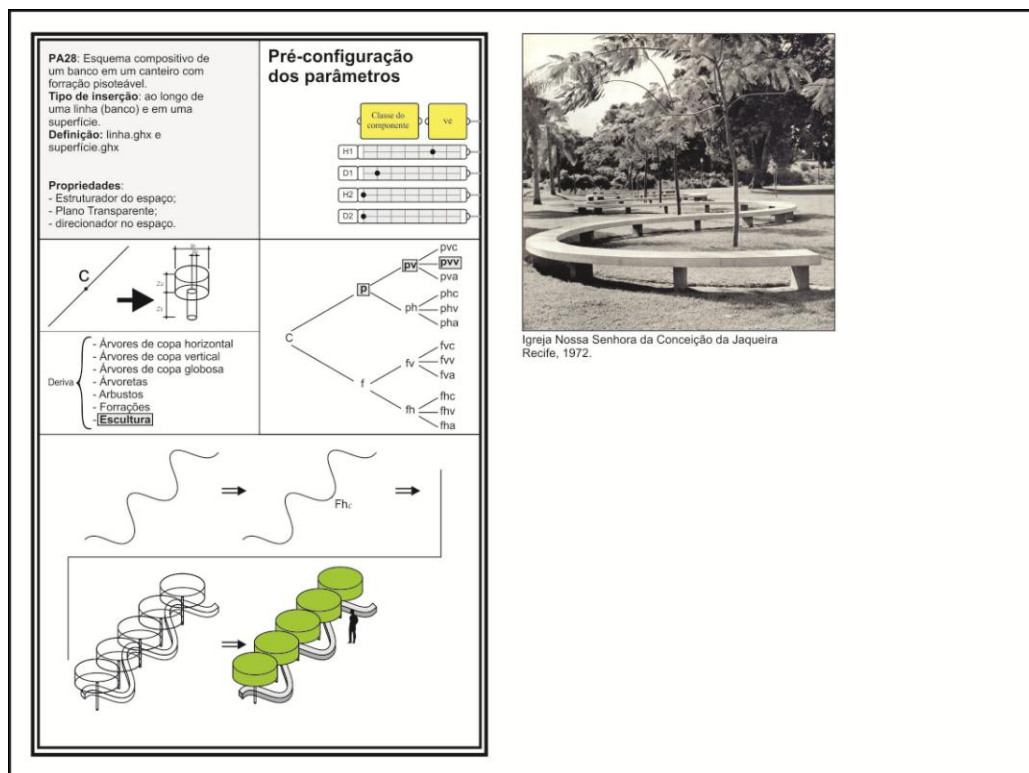 PA28: Esquema compositivo de
um banco em um canteiro com
forração pisoteável.
Tipo de inserção: ao longo de
uma linha (banco) e em uma
superfície.
Definição: linha.ghx e
superfície.ghx
Propriedades:
- Estruturador do espaço;
- Plano Transparente;
- direcionador no espaço.
Pré-configuração
dos parâmetros
Classe do
componente
ve
H1
D1
H2
D2
C
Deriva
- Árvores de copa horizontal
- Árvores de copa vertical
- Árvores de copa globosa
- Árvoretas
- Arbustos
- Forrações
- Escultura
C
p
f
pv
ph
fv
fh
pvc
pvv
pva
phc
phv
pha
fvc
fvv
fva
fhc
fhv
fha
Fhc
Igreja Nossa Senhora da Conceição da Jaqueira
Recife, 1972.